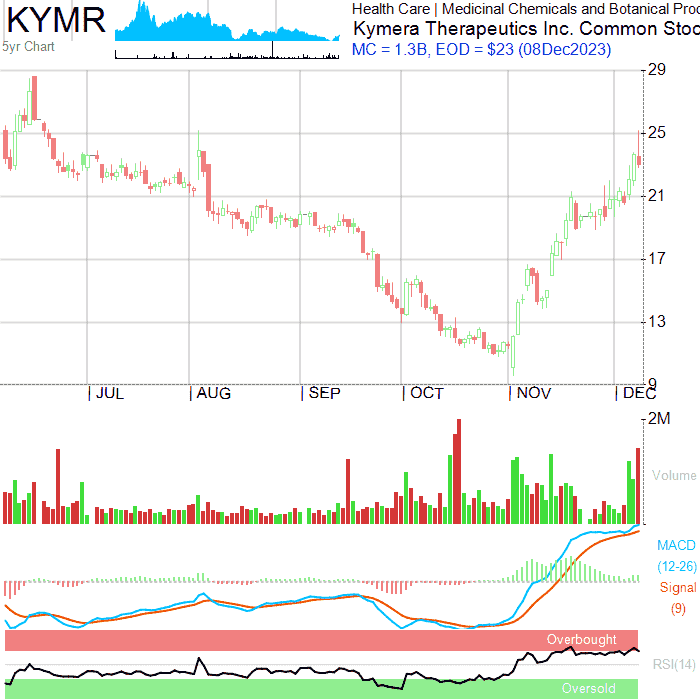 KYMR
Health Care | Medicinal Chemicals and Botanical Proc
Kymera Therapeutics Inc. Common Stoc
MC = 1.3B, EOD = $23 (08Dec2023)
5yr Chart
29
25
21
17
13
9
JUL AUG SEP OCT NOV DEC
2M
Volume
MACD
(12-26)
Signal
(9)
Overbought
RSI(14)
Oversold